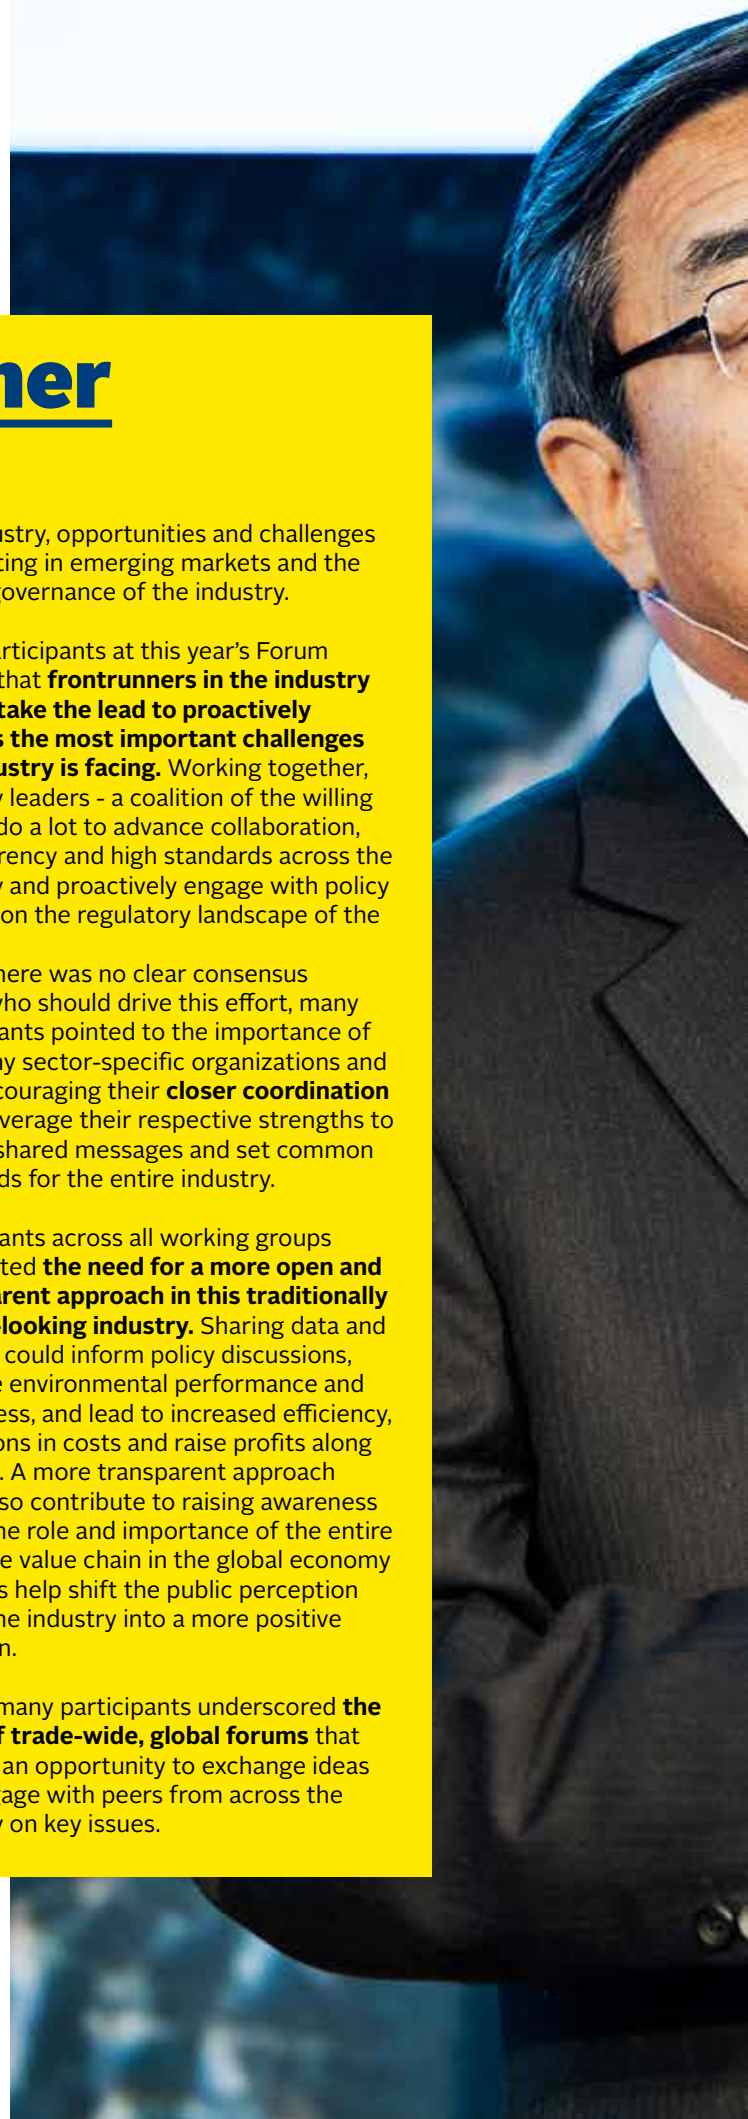 ner
ustry, opportunities and challenges
ting in emerging markets and the
governance of the industry.
articipants at this year's Forum
that frontrunners in the industry
take the lead to proactively
s the most important challenges
ustry is facing. Working together,
y leaders - a coalition of the willing
do a lot to advance collaboration,
rency and high standards across the
y and proactively engage with policy
on the regulatory landscape of the
here was no clear consensus
who should drive this effort, many
ants pointed to the importance of
ny sector-specific organizations and
couraging their closer coordination
verage their respective strengths to
shared messages and set common
ds for the entire industry.
ants across all working groups
ted the need for a more open and
arent approach in this traditionally
-looking industry. Sharing data and
could inform policy discussions,
e environmental performance and
ess, and lead to increased efficiency,
ons in costs and raise profits along
. A more transparent approach
so contribute to raising awareness
he role and importance of the entire
e value chain in the global economy
s help shift the public perception
he industry into a more positive
n.
many participants underscored the
f trade-wide, global forums that
an opportunity to exchange ideas
gage with peers from across the
y on key issues.